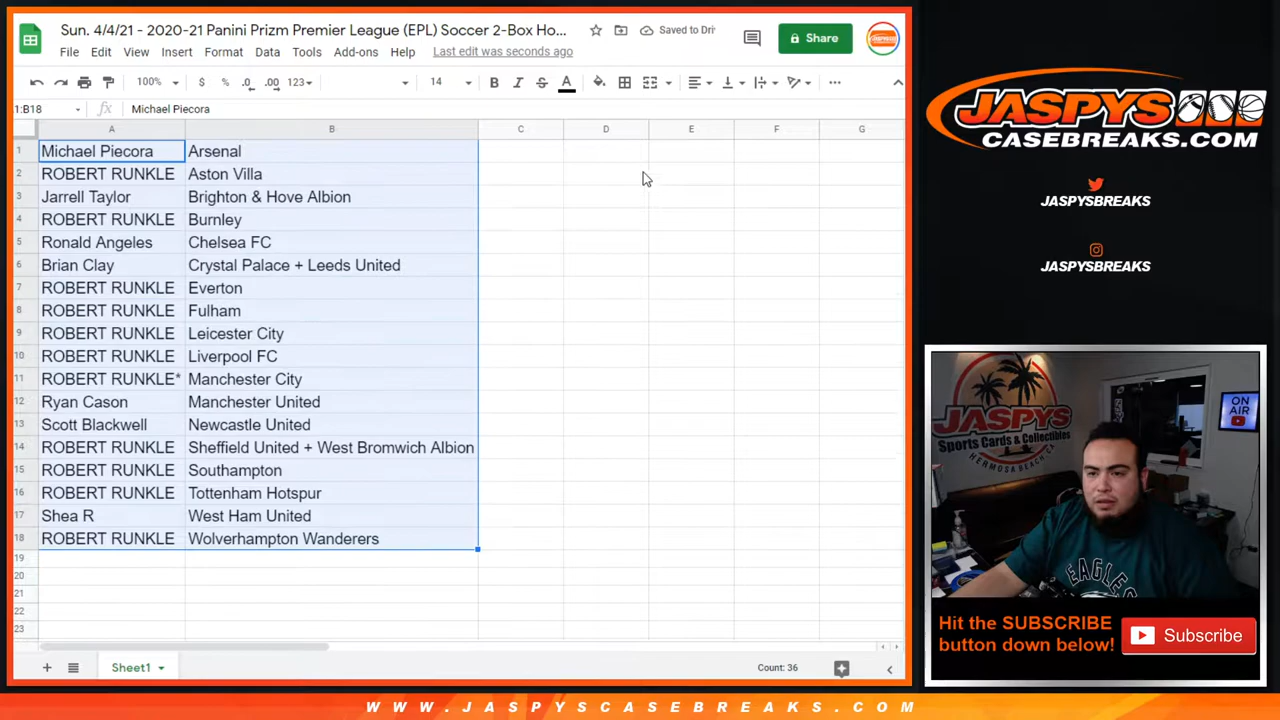 Sun. 4/4/21 - 2020-21 Panini Prizm Premier League (EPL) Soccer 2-Box Ho...
Saved to Dri
Share
File Edit View Insert Format Data Tools Add-ons Help Last edit was seconds ago
100% $ % .0 .00 123 14 B I S A
1:B18 fx Michael Piecora
A B C D E F G
1 Michael Piecora Arsenal
2 ROBERT RUNKLE Aston Villa
3 Jarrell Taylor Brighton & Hove Albion
4 ROBERT RUNKLE Burnley
5 Ronald Angeles Chelsea FC
6 Brian Clay Crystal Palace + Leeds United
7 ROBERT RUNKLE Everton
8 ROBERT RUNKLE Fulham
9 ROBERT RUNKLE Leicester City
10 ROBERT RUNKLE Liverpool FC
11 ROBERT RUNKLE* Manchester City
12 Ryan Cason Manchester United
13 Scott Blackwell Newcastle United
14 ROBERT RUNKLE Sheffield United + West Bromwich Albion
15 ROBERT RUNKLE Southampton
16 ROBERT RUNKLE Tottenham Hotspur
17 Shea R West Ham United
18 ROBERT RUNKLE Wolverhampton Wanderers
19
20
21
22
23
+ Sheet1 Count: 36
JASPYS
CASEBREAKS.COM
JASPYSBREAKS
JASPYSBREAKS
JASPYS
Sports Cards & Collectibles
HERMOSA BEACH, CA
ON AIR
EAGLES
Hit the SUBSCRIBE
button down below!
Subscribe
WWW.JASPYSCASEBREAKS.COM